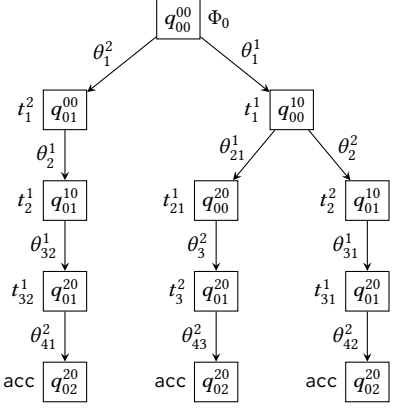 q_{00}^{00} Φ_0
θ_1^2 θ_1^1
t_1^2 q_{01}^{00} t_1^1 q_{00}^{10}
θ_2^1 θ_{21}^1 θ_2^2
t_2^1 q_{01}^{10} t_{21}^1 q_{00}^{20} t_2^2 q_{01}^{10}
θ_{32}^1 θ_3^2 θ_{31}^1
t_{32}^1 q_{01}^{20} t_3^2 q_{01}^{20} t_{31}^1 q_{01}^{20}
θ_{41}^2 θ_{43}^2 θ_{42}^2
acc q_{02}^{20} acc q_{02}^{20} acc q_{02}^{20}